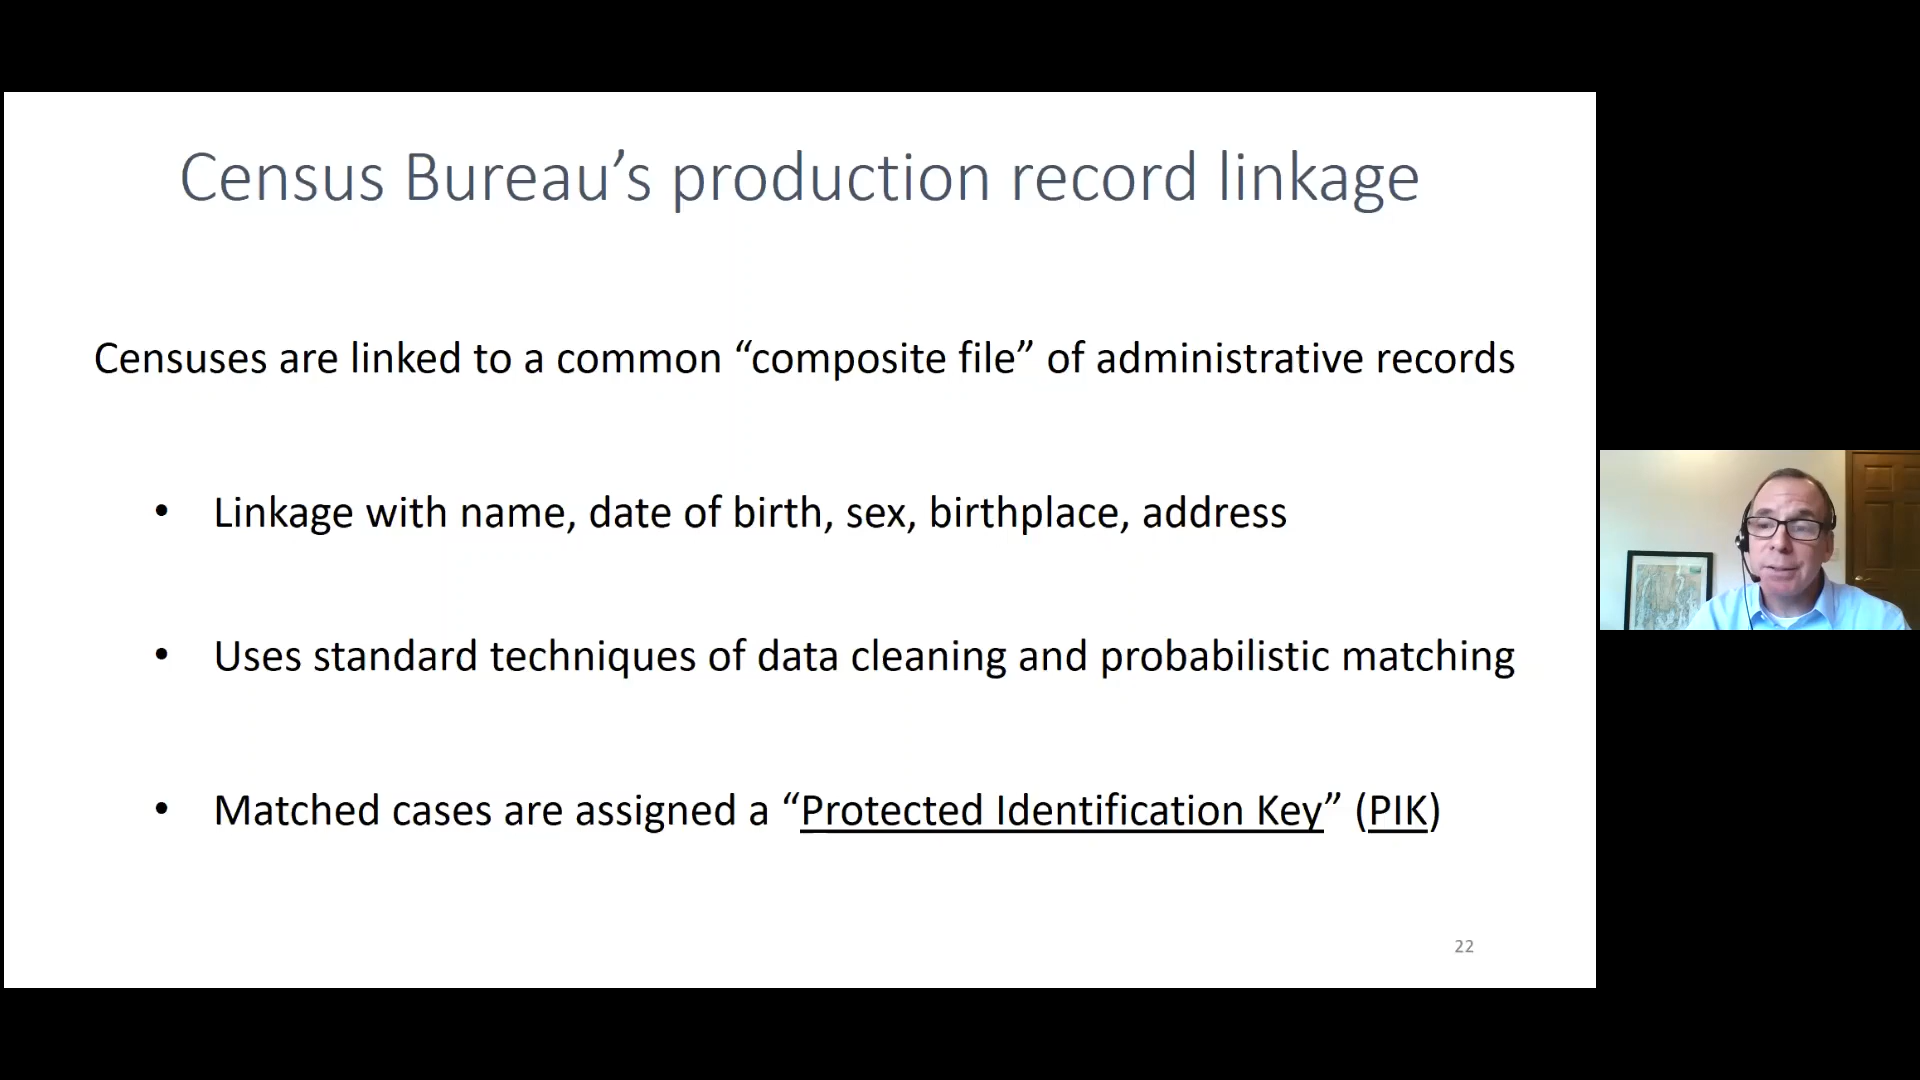 Census Bureau’s production record linkage
Censuses are linked to a common “composite file” of administrative records
• Linkage with name, date of birth, sex, birthplace, address
• Uses standard techniques of data cleaning and probabilistic matching
• Matched cases are assigned a “Protected Identification Key” (PIK)
22